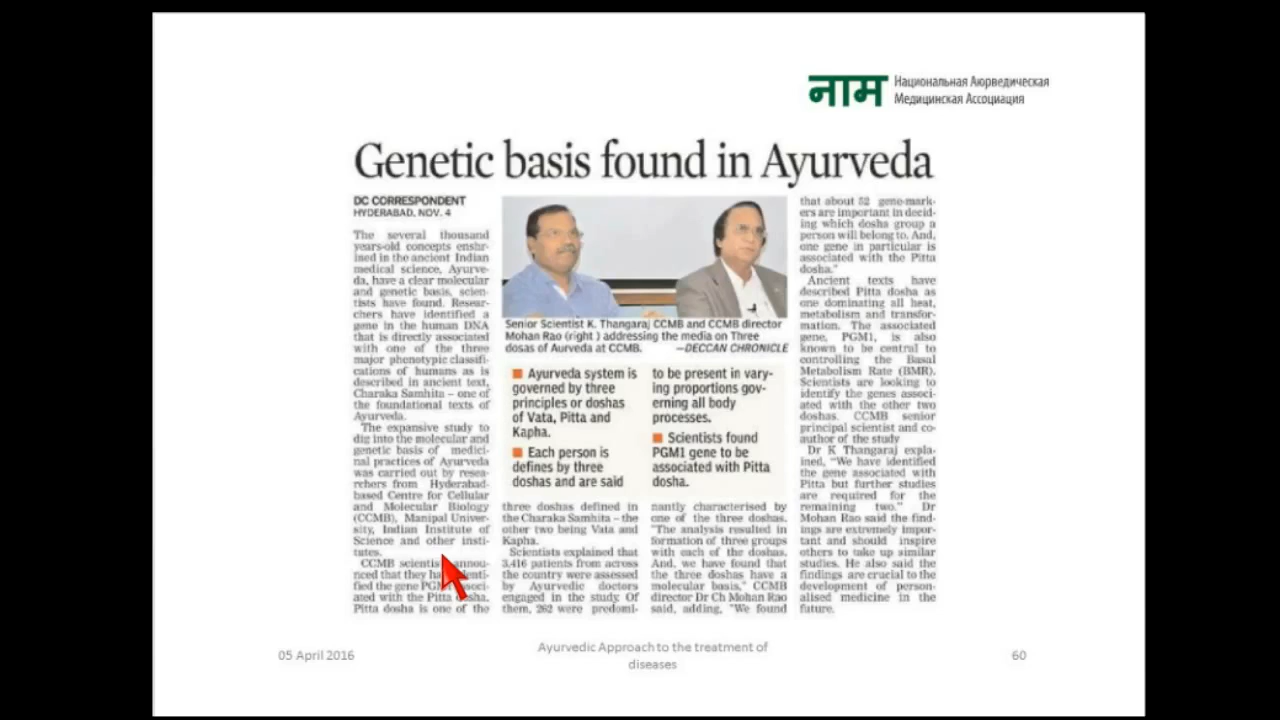 नाम Национальная Аюрведическая
Медицинская Ассоциация
Genetic basis found in Ayurveda
DC CORRESPONDENT
HYDERABAD, NOV. 4
The several thousand
years-old concepts enshr-
ined in the ancient Indian
medical science, Ayurve-
da, have a clear molecular
and genetic basis, scien-
tists have found. Resear-
chers have identified a
gene in the human DNA
that is directly associated
with one of the three
major phenotypic classifi-
cations of humans as is
described in ancient text,
Charaka Samhita – one of
the foundational texts of
Ayurveda.
The expansive study to
dig into the molecular and
genetic basis of medici-
nal practices of Ayurveda
was carried out by resea-
rchers from Hyderabad-
based Centre for Cellular
and Molecular Biology
(CCMB), Manipal Univer-
sity, Indian Institute of
Science and other insti-
tutes.
CCMB annou-
nced that they
fied the gene
ated with the Pitta
Pitta dosha is one of the
Senior Scientist K. Thangaraj CCMB and CCMB director
Mohan Rao (right ) addressing the media on Three
dosas of Aurveda at CCMB. —DECCAN CHRONICLE
Ayurveda system is
governed by three
principles or doshas
of Vata, Pitta and
Kapha.
Each person is
defines by three
doshas and are said
to be present in vary-
ing proportions gov-
erning all body
processes.
Scientists found
PGM1 gene to be
associated with Pitta
dosha.
three doshas defined in
the Charaka Samhita – the
other two being Vata and
Kapha.
Scientists explained that
3,416 patients from across
the country were assessed
by Ayurvedic doctors
engaged in the study. Of
them, 262 were predomi-
nantly characterised by
one of the three doshas.
"The analysis resulted in
formation of three groups
with each of the doshas.
And, we have found that
the three doshas have a
molecular basis," CCMB
director Dr Ch Mohan Rao
said, adding, "We found
that about 52 gene-mark-
ers are important in decid-
ing which dosha group a
person will belong to. And,
one gene in particular is
associated with the Pitta
dosha."
Ancient texts have
described Pitta dosha as
one dominating all heat,
metabolism and transfor-
mation. The associated
gene, PGM1, is also
known to be central to
controlling the Basal
Metabolism Rate (BMR).
Scientists are looking to
identify the genes associ-
ated with the other two
doshas. CCMB senior
principal scientist and co-
author of the study
Dr K Thangaraj expla-
ined, "We have identified
the gene associated with
Pitta but further studies
are required for the
remaining two." Dr
Mohan Rao said the find-
ings are extremely impor-
tant and should inspire
others to take up similar
studies. He also said the
findings are crucial to the
development of person-
alised medicine in the
future.
05 April 2016
Ayurvedic Approach to the treatment of
diseases
60